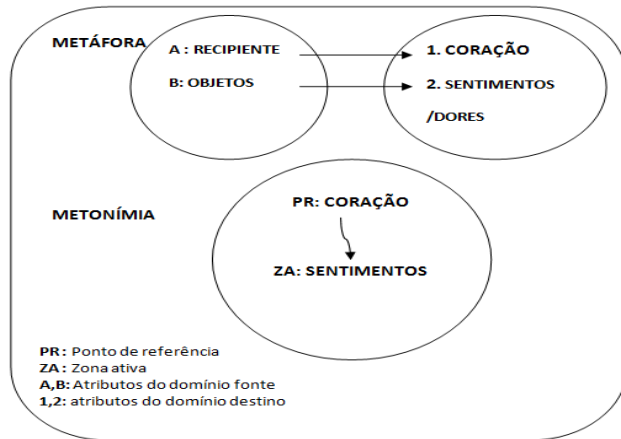 METÁFORA
A : RECIPIENTE
B: OBJETOS
1. CORAÇÃO
2. SENTIMENTOS
/DORES
METONÍMIA
PR: CORAÇÃO
ZA: SENTIMENTOS
PR : Ponto de referência
ZA : Zona ativa
A,B: Atributos do domínio fonte
1,2: atributos do domínio destino